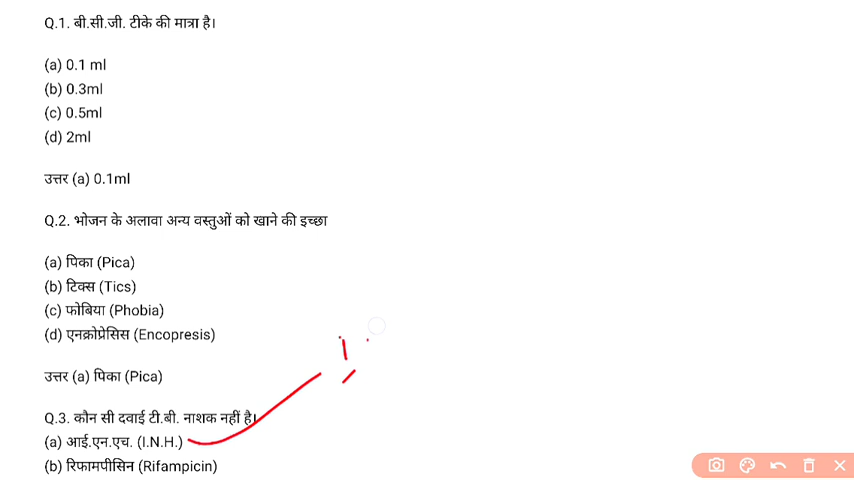 Q.1. बी.सी.जी. टीके की मात्रा है।
(a) 0.1 ml
(b) 0.3ml
(c) 0.5ml
(d) 2ml
उत्तर (a) 0.1ml
Q.2. भोजन के अलावा अन्य वस्तुओं को खाने की इच्छा
(a) पिका (Pica)
(b) टिक्स (Tics)
(c) फोबिया (Phobia)
(d) एनक्रोप्रेसिस (Encopresis)
उत्तर (a) पिका (Pica)
Q.3. कौन सी दवाई टी.बी. नाशक नहीं है।
(a) आई.एन.एच. (I.N.H.)
(b) रिफामपीसिन (Rifampicin)